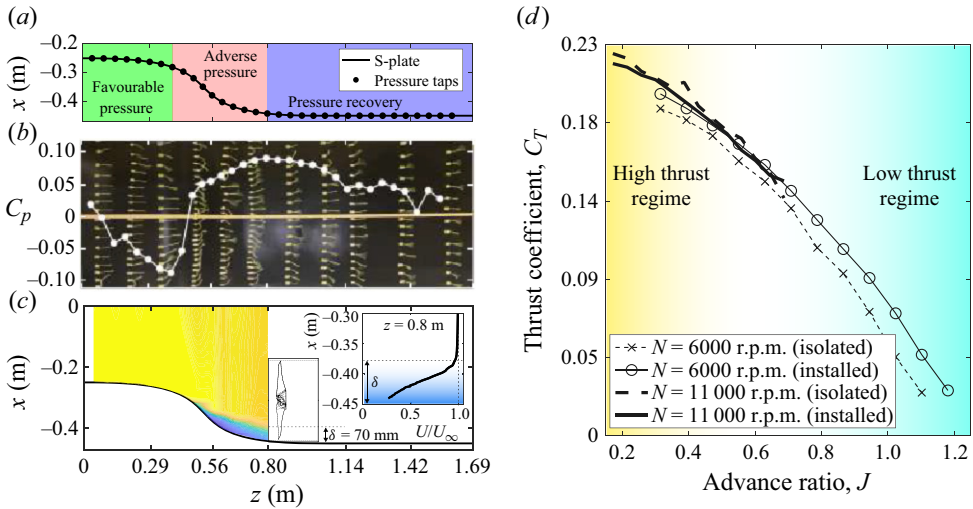 (a)
−0.2
−0.3
−0.4
x (m)
Favourable
pressure
Adverse
pressure
S-plate
Pressure taps
Pressure recovery
(b)
0.10
0.05
0
−0.05
−0.10
C_p
(c)
0
−0.2
−0.4
x (m)
−0.30
−0.35
−0.40
−0.45
x (m)
z = 0.8 m
δ
0
0.5
1.0
U/U∞
δ = 70 mm
0
0.29
0.56
0.80
1.14
1.42
1.69
z (m)
(d)
0.23
0.18
0.14
0.09
0.05
0
Thrust coefficient, C_T
High thrust
regime
Low thrust
regime
N = 6000 r.p.m. (isolated)
N = 6000 r.p.m. (installed)
N = 11 000 r.p.m. (isolated)
N = 11 000 r.p.m. (installed)
0.2
0.4
0.6
0.8
1.0
1.2
Advance ratio, J